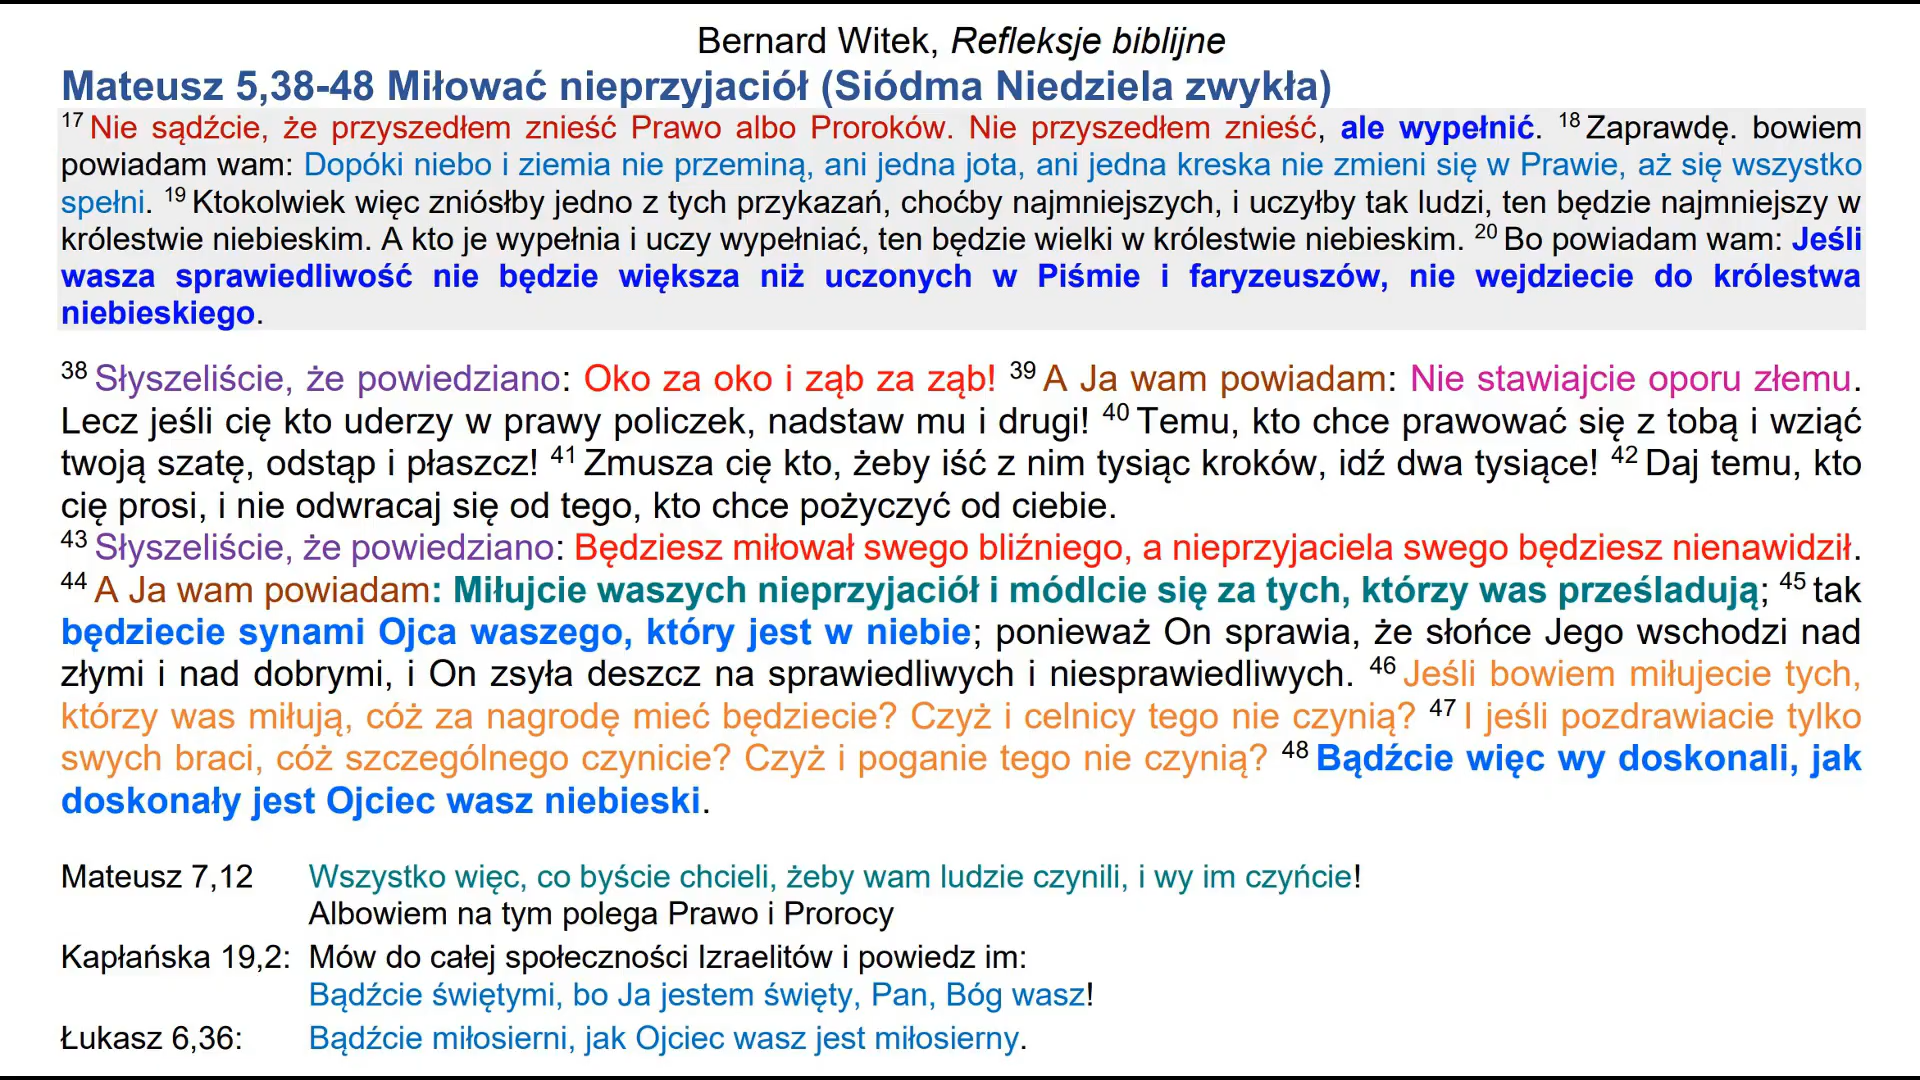 Bernard Witek, Refleksje biblijne
Mateusz 5,38-48 Miłować nieprzyjaciół (Siódma Niedziela zwykła)
17 Nie sądźcie, że przyszedłem znieść Prawo albo Proroków. Nie przyszedłem znieść, ale wypełnić. 18 Zaprawdę. bowiem
powiadam wam: Dopóki niebo i ziemia nie przeminą, ani jedna jota, ani jedna kreska nie zmieni się w Prawie, aż się wszystko
spełni. 19 Ktokolwiek więc zniósłby jedno z tych przykazań, choćby najmniejszych, i uczyłby tak ludzi, ten będzie najmniejszy w
królestwie niebieskim. A kto je wypełnia i uczy wypełniać, ten będzie wielki w królestwie niebieskim. 20 Bo powiadam wam: Jeśli
wasza sprawiedliwość nie będzie większa niż uczonych w Piśmie i faryzeuszów, nie wejdziecie do królestwa
niebieskiego.
38 Słyszeliście, że powiedziano: Oko za oko i ząb za ząb! 39 A Ja wam powiadam: Nie stawiajcie oporu złemu.
Lecz jeśli cię kto uderzy w prawy policzek, nadstaw mu i drugi! 40 Temu, kto chce prawować się z tobą i wziąć
twoją szatę, odstąp i płaszcz! 41 Zmusza cię kto, żeby iść z nim tysiąc kroków, idź dwa tysiące! 42 Daj temu, kto
cię prosi, i nie odwracaj się od tego, kto chce pożyczyć od ciebie.
43 Słyszeliście, że powiedziano: Będziesz miłował swego bliźniego, a nieprzyjaciela swego będziesz nienawidził.
44 A Ja wam powiadam: Miłujcie waszych nieprzyjaciół i módlcie się za tych, którzy was prześladują; 45 tak
będziecie synami Ojca waszego, który jest w niebie; ponieważ On sprawia, że słońce Jego wschodzi nad
złymi i nad dobrymi, i On zsyła deszcz na sprawiedliwych i niesprawiedliwych. 46 Jeśli bowiem miłujecie tych,
którzy was miłują, cóż za nagrodę mieć będziecie? Czyż i celnicy tego nie czynią? 47 I jeśli pozdrawiacie tylko
swych braci, cóż szczególnego czynicie? Czyż i poganie tego nie czynią? 48 Bądźcie więc wy doskonali, jak
doskonały jest Ojciec wasz niebieski.
Mateusz 7,12 Wszystko więc, co byście chcieli, żeby wam ludzie czynili, i wy im czyńcie!
Albowiem na tym polega Prawo i Prorocy
Kapłańska 19,2: Mów do całej społeczności Izraelitów i powiedz im:
Bądźcie świętymi, bo Ja jestem święty, Pan, Bóg wasz!
Łukasz 6,36: Bądźcie miłosierni, jak Ojciec wasz jest miłosierny.